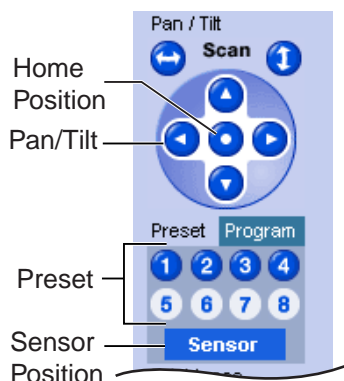 Pan / Tilt
Scan
Home
Position
Pan/Tilt
Preset Program
1 2 3 4
Preset
5 6 7 8
Sensor
Sensor
Position